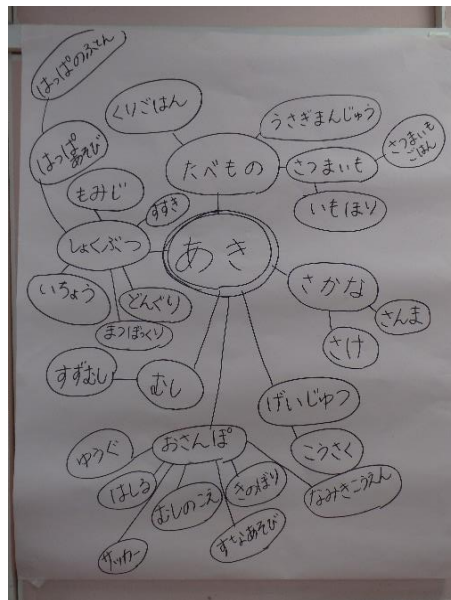 はっぱのふとん
くりごはん
うさぎまんじゅう
はっぱ
あそび
たべもの
さつまいも
さつまいも
ごはん
もみじ
すすき
いもほり
しょくぶつ
あき
いちょう
どんぐり
まつぼっくり
さかな
さんま
さけ
すずむし
むし
げいじゅつ
こうさく
おさんぽ
ゆうぐ
はしる
むしのこえ
きのぼり
なみきこうえん
サッカー
すなあそび